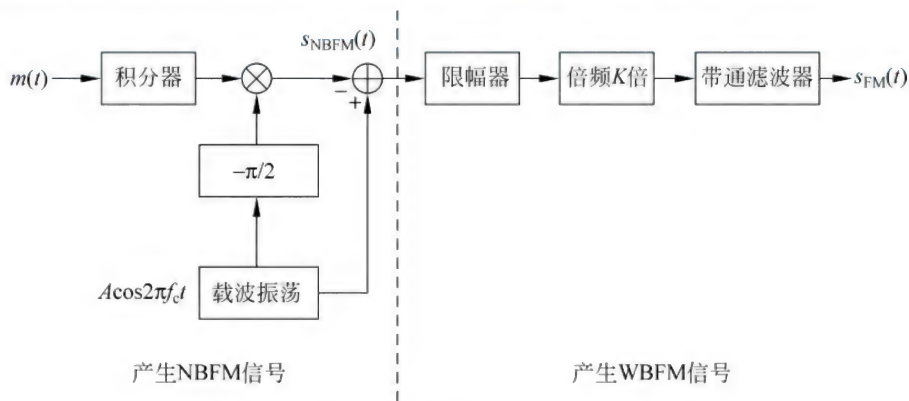 s_NBFM(t)
m(t)
积分器
限幅器
倍频K倍
带通滤波器
s_FM(t)
−
+
−π/2
Acos2πf_ct
载波振荡
产生NBFM信号
产生WBFM信号